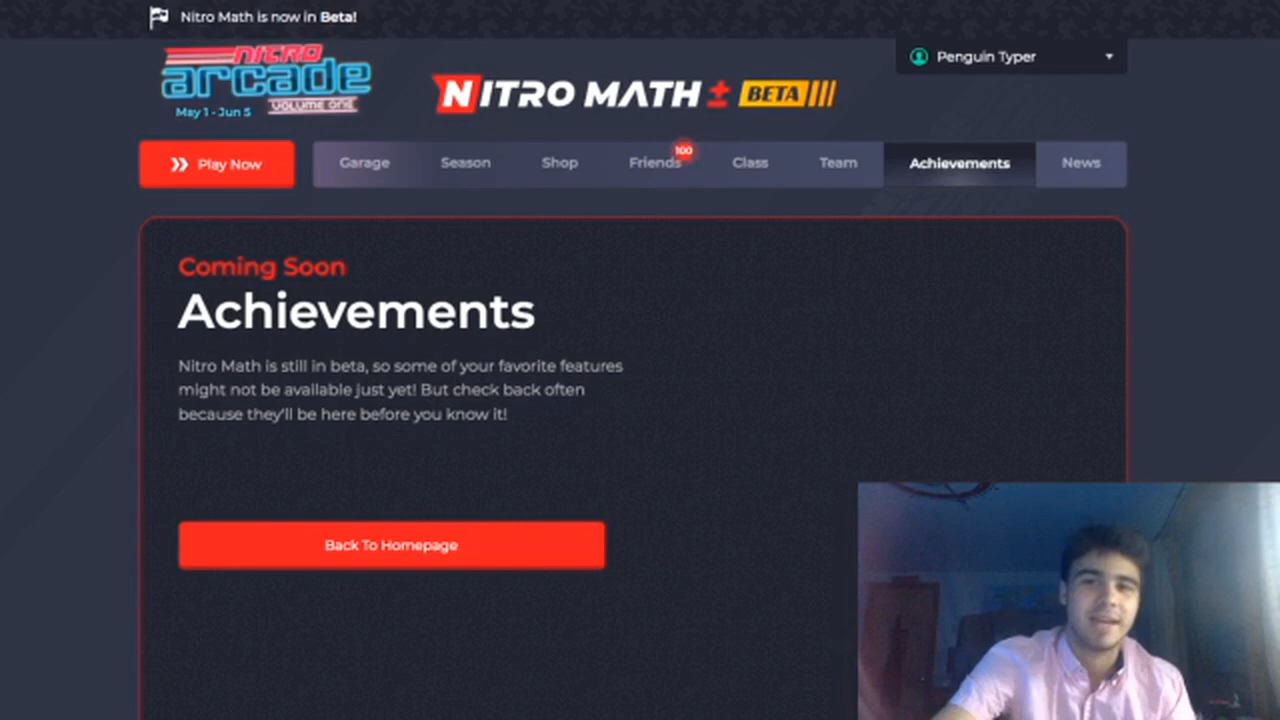 Nitro Math is now in Beta!
NITRO
arcade
VOLUME ONE
May 1 - Jun 5
NITRO MATH ± BETA
Penguin Typer
Play Now
Garage
Season
Shop
Friends
100
Class
Team
Achievements
News
Coming Soon
Achievements
Nitro Math is still in beta, so some of your favorite features
might not be available just yet! But check back often
because they'll be here before you know it!
Back To Homepage